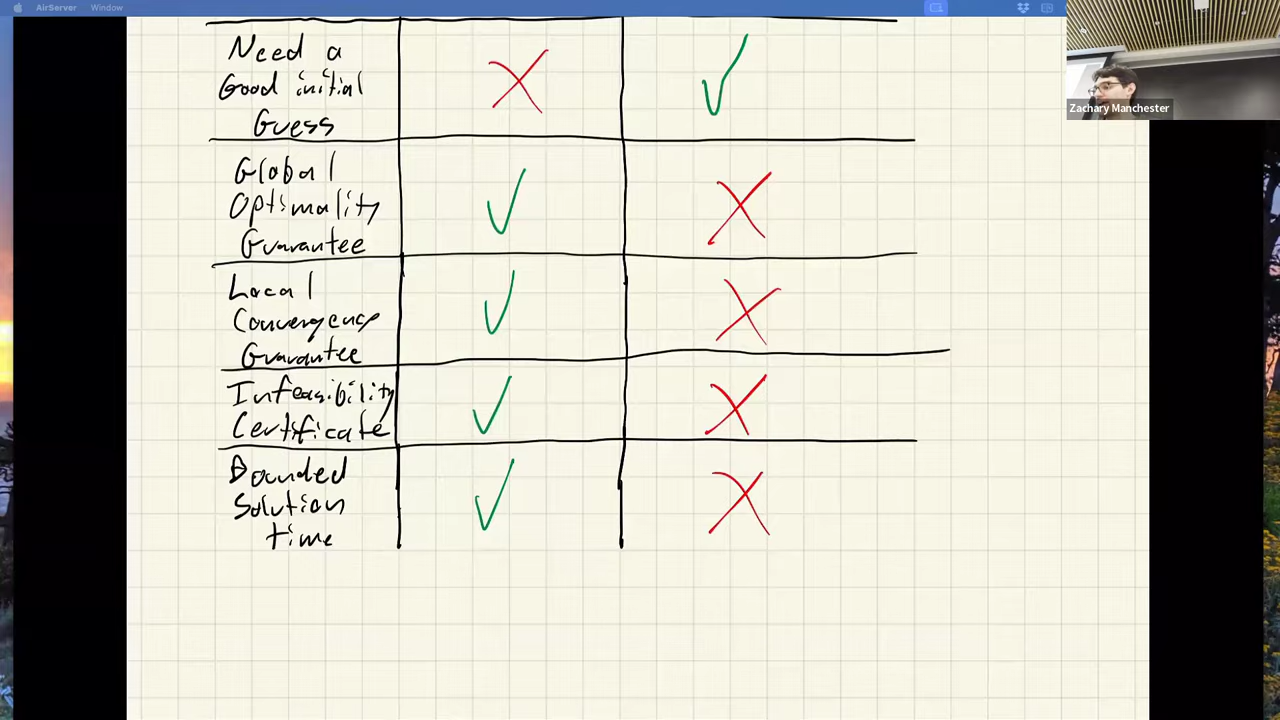 AirServer Window
Zachary Manchester
Need a
Good initial
Guess
Global
Optimality
Guarantee
Local
Convergence
Guarantee
Infeasibility
Certificate
Bounded
Solution
time